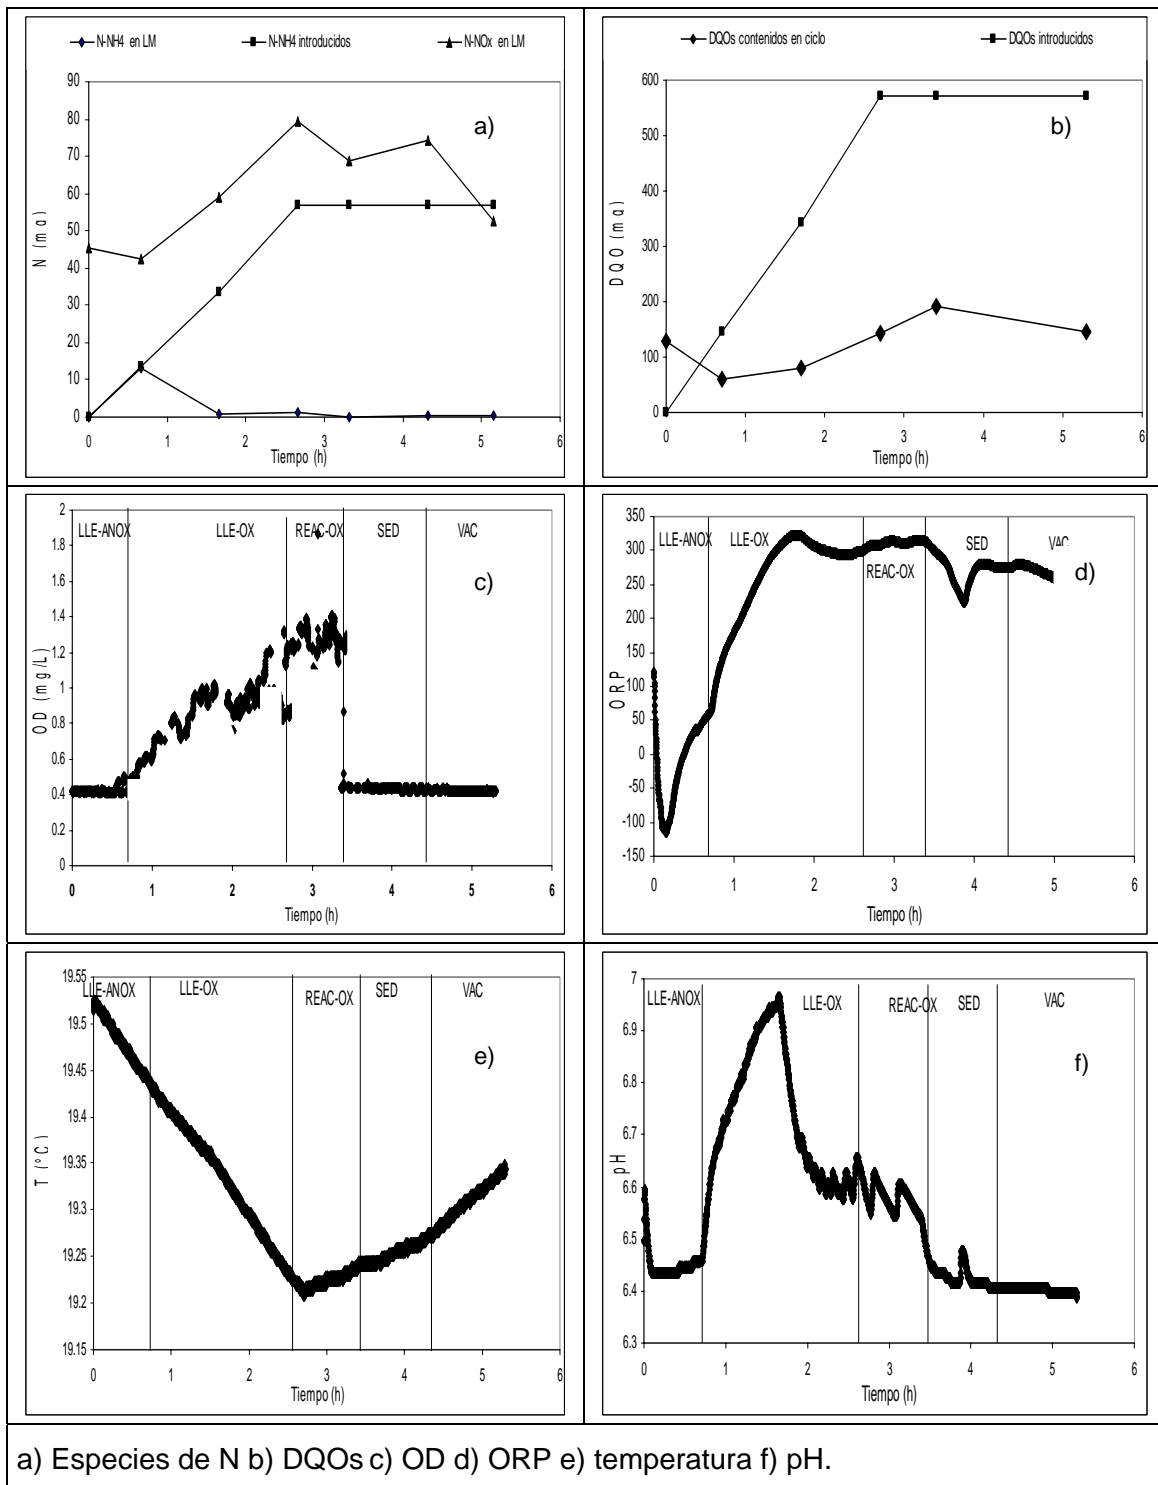 N-NH4 en LM N-NH4 introducidos N-NOx en LM
90
80
70
60
50
40
30
20
10
0
N (mg)
a)
0 1 2 3 4 5 6
Tiempo (h)
DQOs contenidos en ciclo DQOs introducidos
600
500
400
300
200
100
0
DQO (mg)
b)
0 1 2 3 4 5 6
Tiempo (h)
2
1.8
1.6
1.4
1.2
1
0.8
0.6
0.4
0.2
0
OD (mg/L)
LLE-ANOX LLE-OX REAC-OX SED VAC
c)
0 1 2 3 4 5 6
Tiempo (h)
350
300
250
200
150
100
50
0
-50
-100
-150
ORP
LLE-ANOX LLE-OX SED
REAC-OX
d)
0 1 2 3 4 5 6
Tiempo (h)
19.55
19.5
19.45
19.4
19.35
19.3
19.25
19.2
19.15
T (°C)
LLE-ANOX LLE-OX REAC-OX SED VAC
e)
0 1 2 3 4 5 6
Tiempo (h)
7
6.9
6.8
6.7
6.6
6.5
6.4
6.3
pH
LLE-ANOX LLE-OX REAC-OX SED VAC
f)
0 1 2 3 4 5 6
Tiempo (h)
a) Especies de N b) DQOs c) OD d) ORP e) temperatura f) pH.